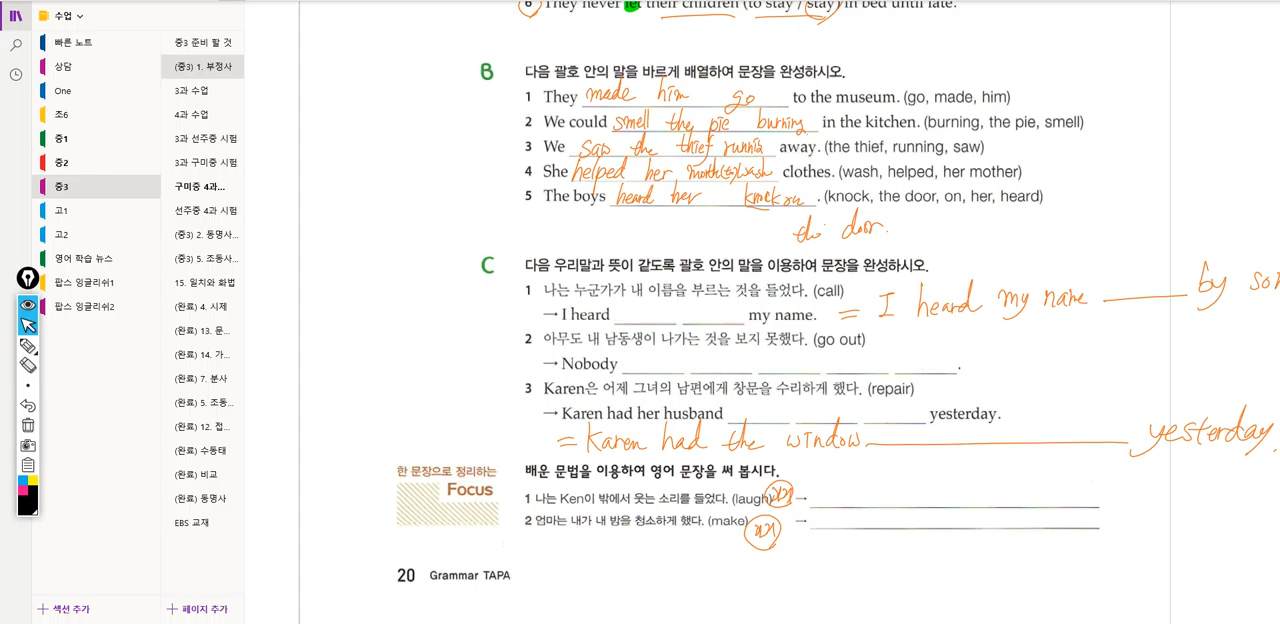 수업
빠른 노트
상담
One
초6
중1
중2
중3
고1
고2
영어 학습 뉴스
팝스 잉글리쉬1
팝스 잉글리쉬2
섹션 추가
중3 준비 할 것
(중3) 1. 부정사
3과 수업
4과 수업
3과 선주중 시험
3과 구미중 시험
구미중 4과...
선주중 4과 시험
(중3) 2. 동명사...
(중3) 5. 조동사...
15. 일치와 화법
(완료) 4. 시제
(완료) 13. 문...
(완료) 14. 가...
(완료) 7. 분사
(완료) 5. 조동...
(완료) 12. 접...
(완료) 수동태
(완료) 비교
(완료) 동명사
EBS 교재
페이지 추가
6 They never let their children (to stay / stay) in bed until late.
B 다음 괄호 안의 말을 바르게 배열하여 문장을 완성하시오.
1 They made him go to the museum. (go, made, him)
2 We could smell the pie burning in the kitchen. (burning, the pie, smell)
3 We saw the thief away. (the thief, running, saw)
4 She helped her wash clothes. (wash, helped, her mother)
5 The boys heard her knock on . (knock, the door, on, her, heard)
the door.
C 다음 우리말과 뜻이 같도록 괄호 안의 말을 이용하여 문장을 완성하시오.
1 나는 누군가가 내 이름을 부르는 것을 들었다. (call)
→ I heard my name. = I heard my name by
2 아무도 내 남동생이 나가는 것을 보지 못했다. (go out)
→ Nobody .
3 Karen은 어제 그녀의 남편에게 창문을 수리하게 했다. (repair)
→ Karen had her husband yesterday.
= Karen had the window yesterday.
한 문장으로 정리하는
Focus
배운 문법을 이용하여 영어 문장을 써 봅시다.
1 나는 Ken이 밖에서 웃는 소리를 들었다. (laugh) →
2 엄마는 내가 내 방을 청소하게 했다. (make) →
20 Grammar TAPA